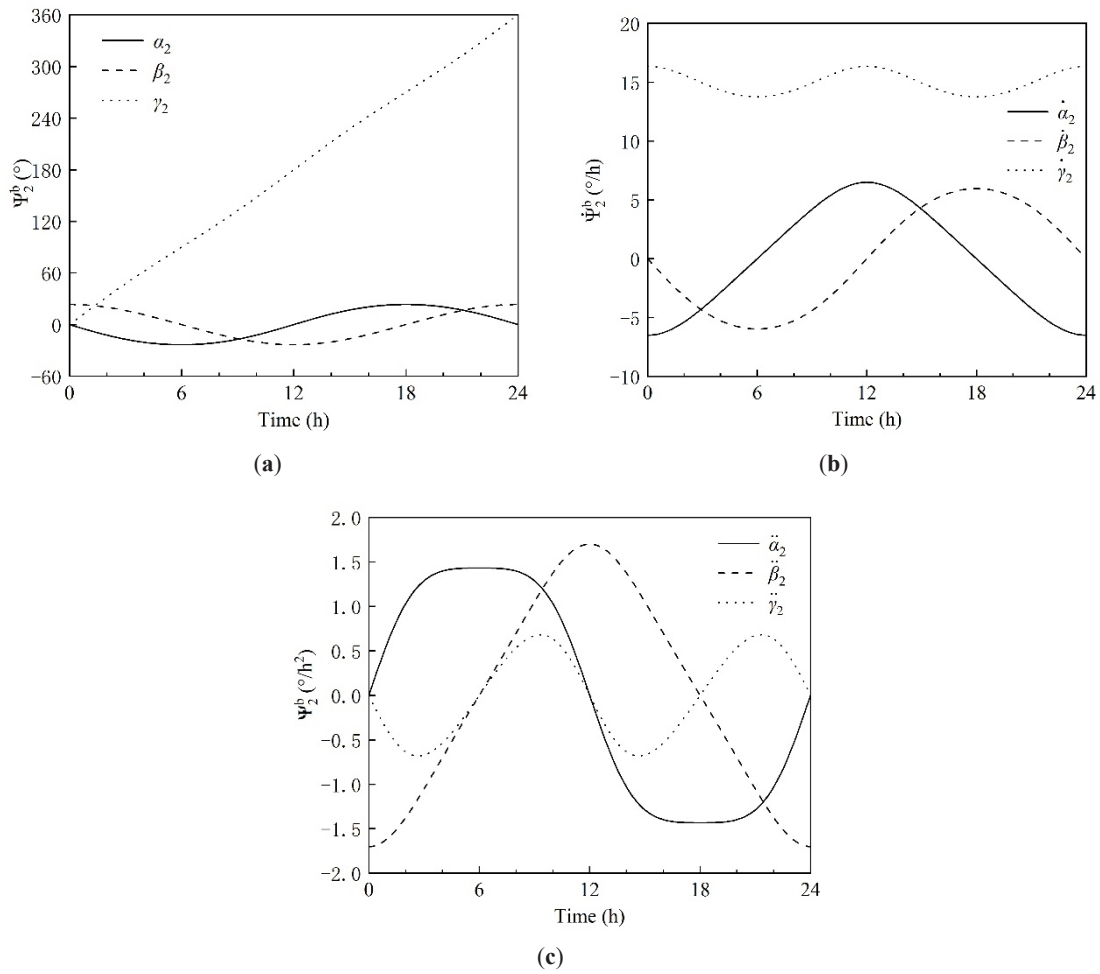 360
300
240
180
120
60
0
−60
α₂
β₂
γ₂
Ψ₂ᵇ (°)
0 6 12 18 24
Time (h)
(a)
20
15
10
5
0
−5
−10
α̇₂
β̇₂
γ̇₂
Ψ̇₂ᵇ (°/h)
0 6 12 18 24
Time (h)
(b)
2.0
1.5
1.0
0.5
0.0
−0.5
−1.0
−1.5
−2.0
α̈₂
β̈₂
γ̈₂
Ψ̈₂ᵇ (°/h²)
0 6 12 18 24
Time (h)
(c)